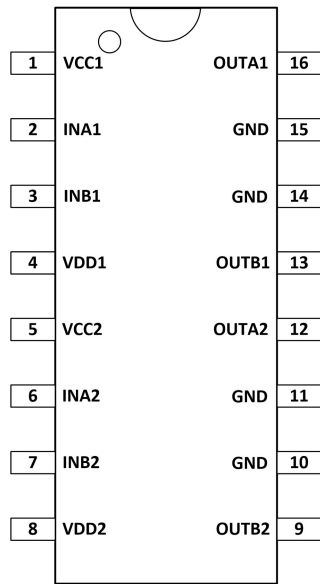 1 VCC1 OUTA1 16
2 INA1 GND 15
3 INB1 GND 14
4 VDD1 OUTB1 13
5 VCC2 OUTA2 12
6 INA2 GND 11
7 INB2 GND 10
8 VDD2 OUTB2 9